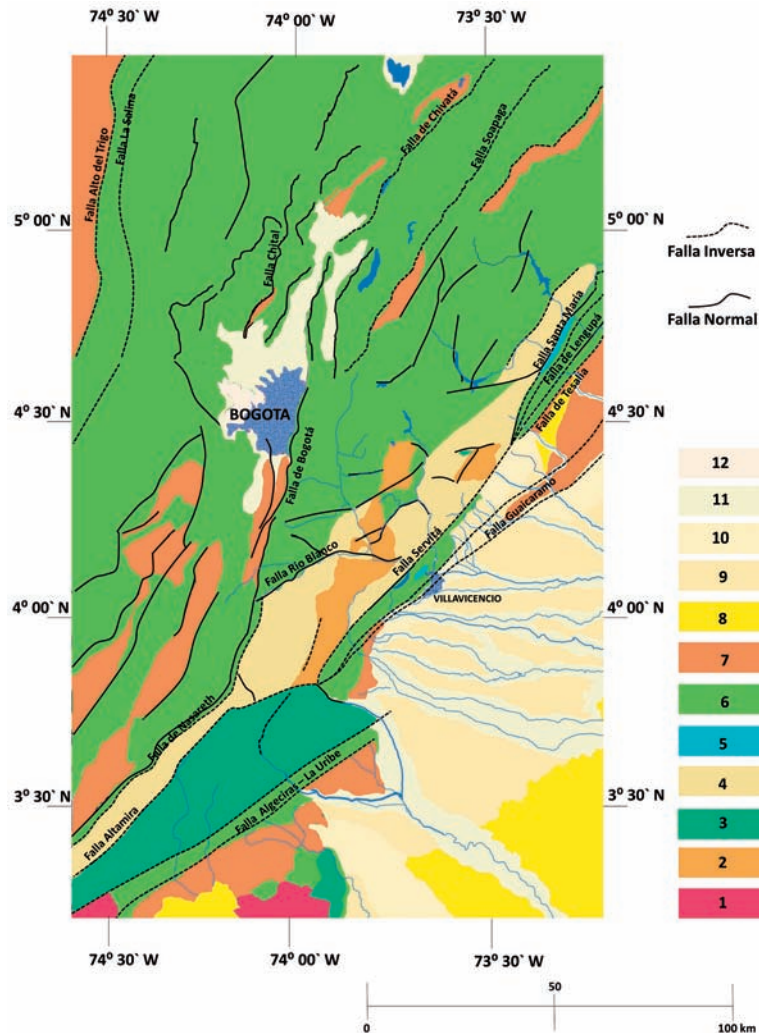 74° 30` W
74° 00` W
73° 30` W
Falla Alto del Trigo
Falla La Salina
Falla de Chivatá
Falla Soapaga
5° 00` N
5° 00` N
Falla Inversa
Falla Chital
Falla Normal
Falla Santa María
Falla de Lengupá
Falla de Tesalia
4° 30` N
BOGOTA
4° 30` N
Falla de Bogotá
Falla Guaicaramo
Falla Río Blanco
Falla Servitá
12
11
10
9
8
7
6
5
4
3
2
1
4° 00` N
VILLAVICENCIO
4° 00` N
Falla de Nasareth
3° 30` N
Falla Altamira
Falla Algeciras – La Uribe
3° 30` N
74° 30` W
74° 00` W
73° 30` W
50
0
100 km